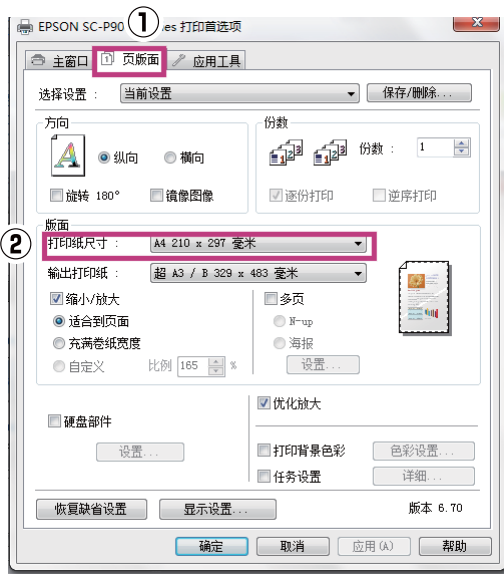 ①
EPSON SC-P90 es 打印首选项
主窗口 页版面 应用工具
选择设置 : 当前设置 保存/删除...
方向
纵向 横向
旋转 180° 镜像图像
份数
份数 : 1
逐份打印 逆序打印
②
版面
打印纸尺寸 : A4 210 x 297 毫米
输出打印纸 : 超 A3 / B 329 x 483 毫米
缩小/放大
适合到页面
充满卷纸宽度
自定义 比例 165 %
多页
N-up
海报
设置...
硬盘部件
设置...
优化放大
打印背景色彩 色彩设置...
任务设置 详细...
恢复缺省设置 显示设置... 版本 6.70
确定 取消 应用(A) 帮助